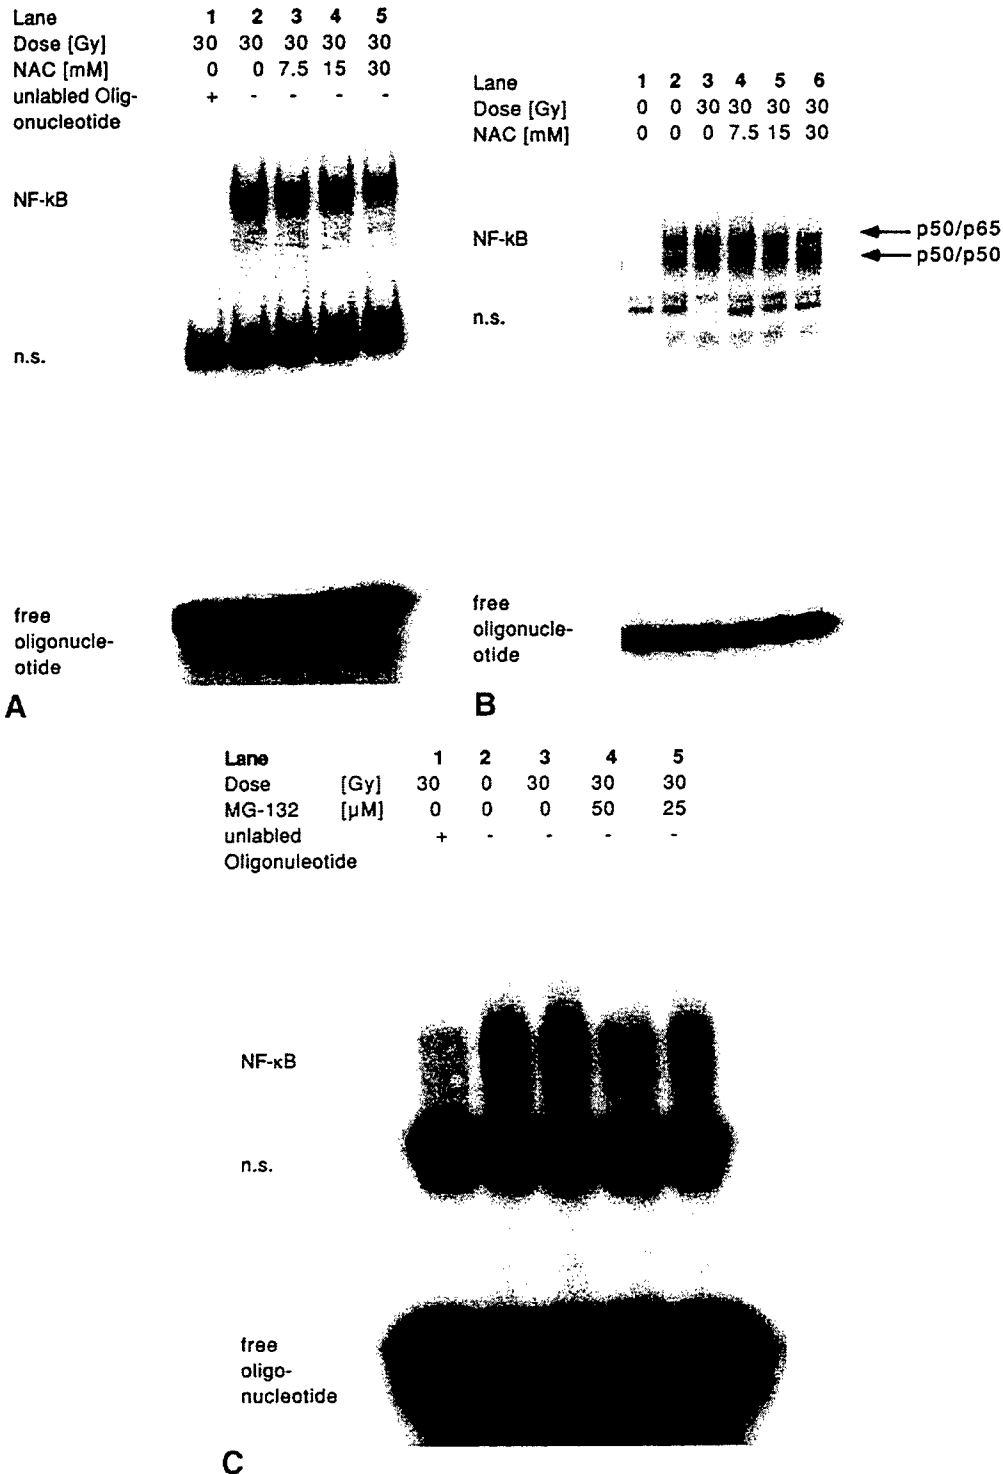 Lane 1 2 3 4 5
Dose [Gy] 30 30 30 30 30
NAC [mM] 0 0 7.5 15 30
unlabled Olig- + - - - -
onucleotide
NF-kB
n.s.
free
oligonucle-
otide
A
Lane 1 2 3 4 5 6
Dose [Gy] 0 0 30 30 30 30
NAC [mM] 0 0 0 7.5 15 30
NF-kB
p50/p65
p50/p50
n.s.
free
oligonucle-
otide
B
Lane 1 2 3 4 5
Dose [Gy] 30 0 30 30 30
MG-132 [µM] 0 0 0 50 25
unlabled + - - - -
Oligonuleotide
NF-κB
n.s.
free
oligo-
nucleotide
C